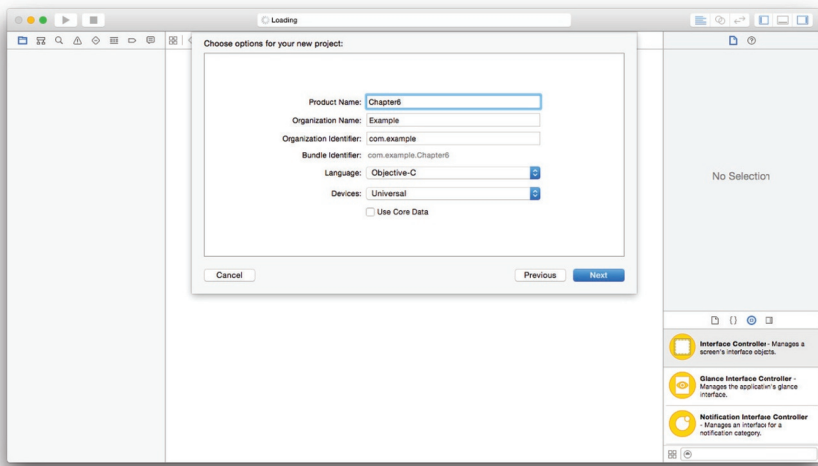 Loading
Choose options for your new project:
Product Name: Chapter6
Organization Name: Example
Organization Identifier: com.example
Bundle Identifier: com.example.Chapter6
Language: Objective-C
Devices: Universal
Use Core Data
Cancel
Previous
Next
No Selection
Interface Controller - Manages a
screen's interface objects.
Glance Interface Controller -
Manages the application's glance
interface.
Notification Interface Controller
- Manages an interface for a
notification category.